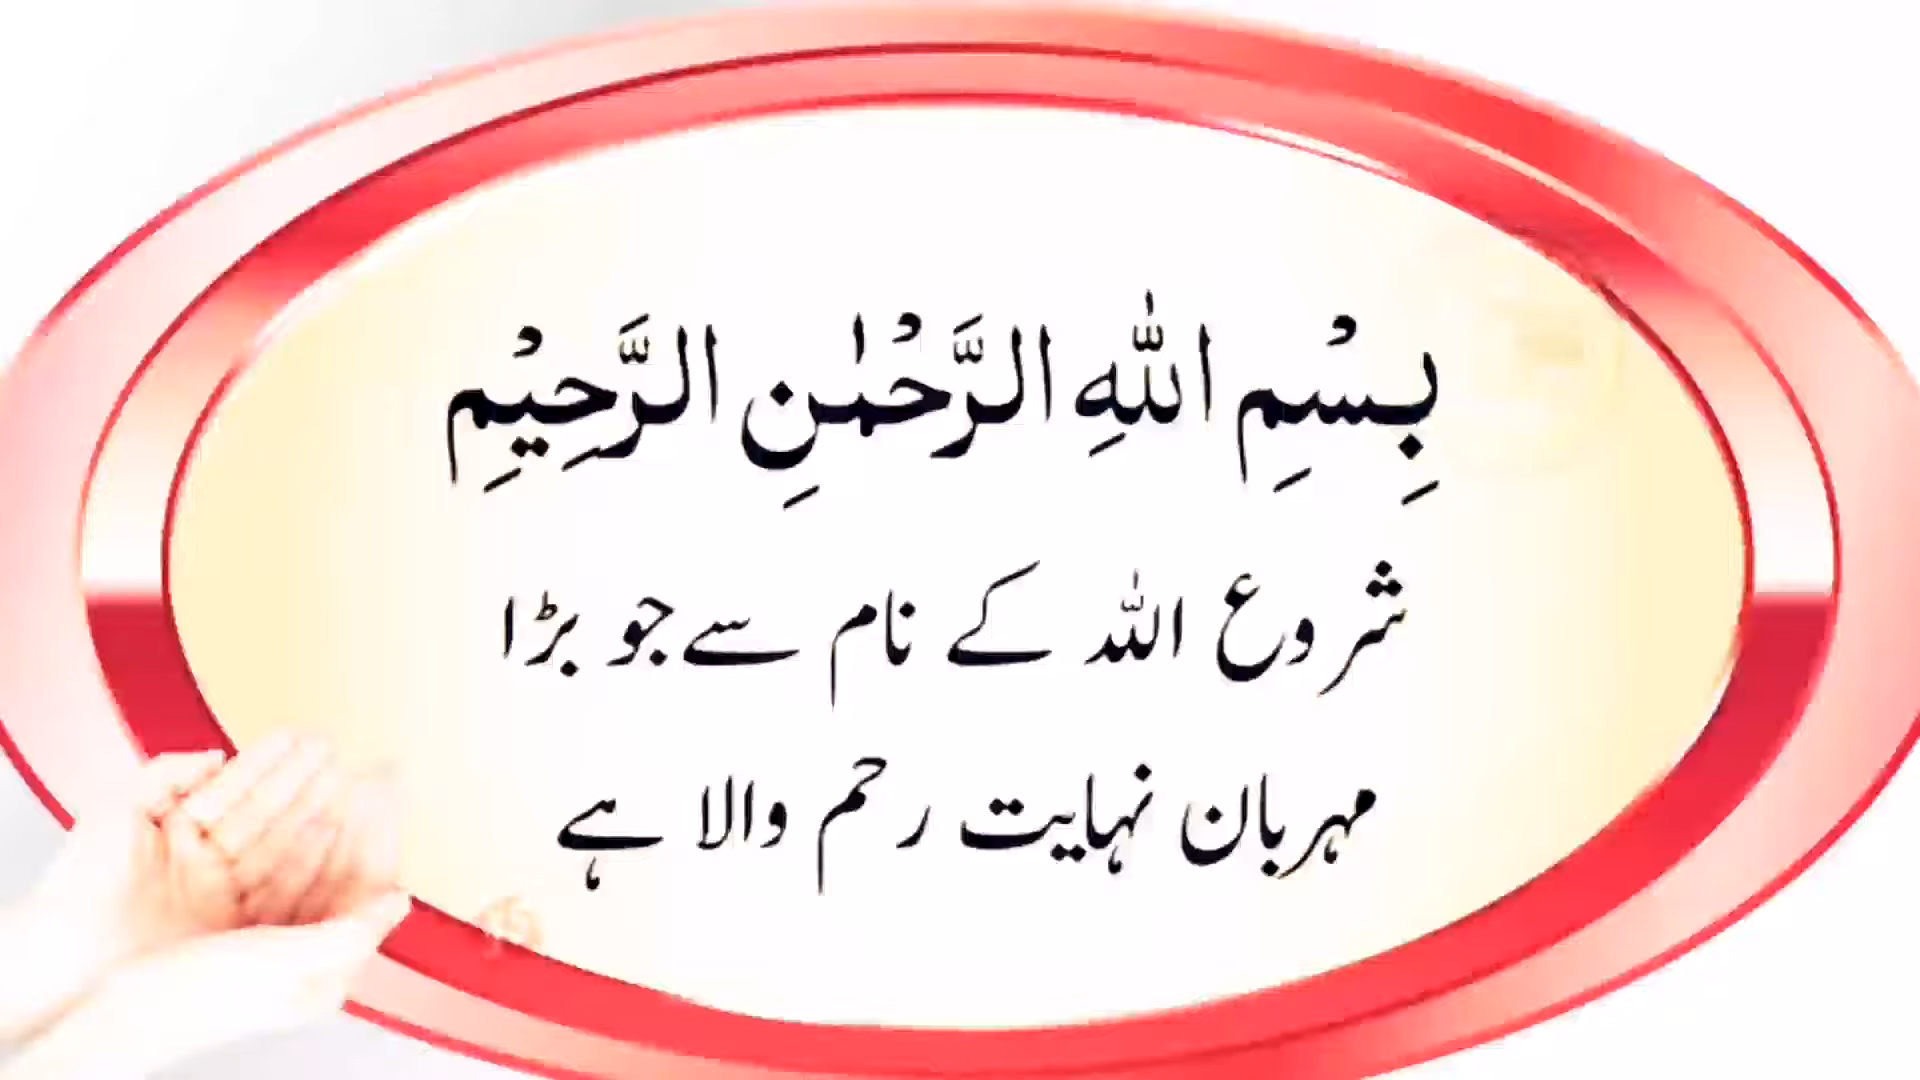 بِسْمِ اللّٰهِ الرَّحْمٰنِ الرَّحِيْمِ
شروع اللہ کے نام سے جو بڑا
مہربان نہایت رحم والا ہے